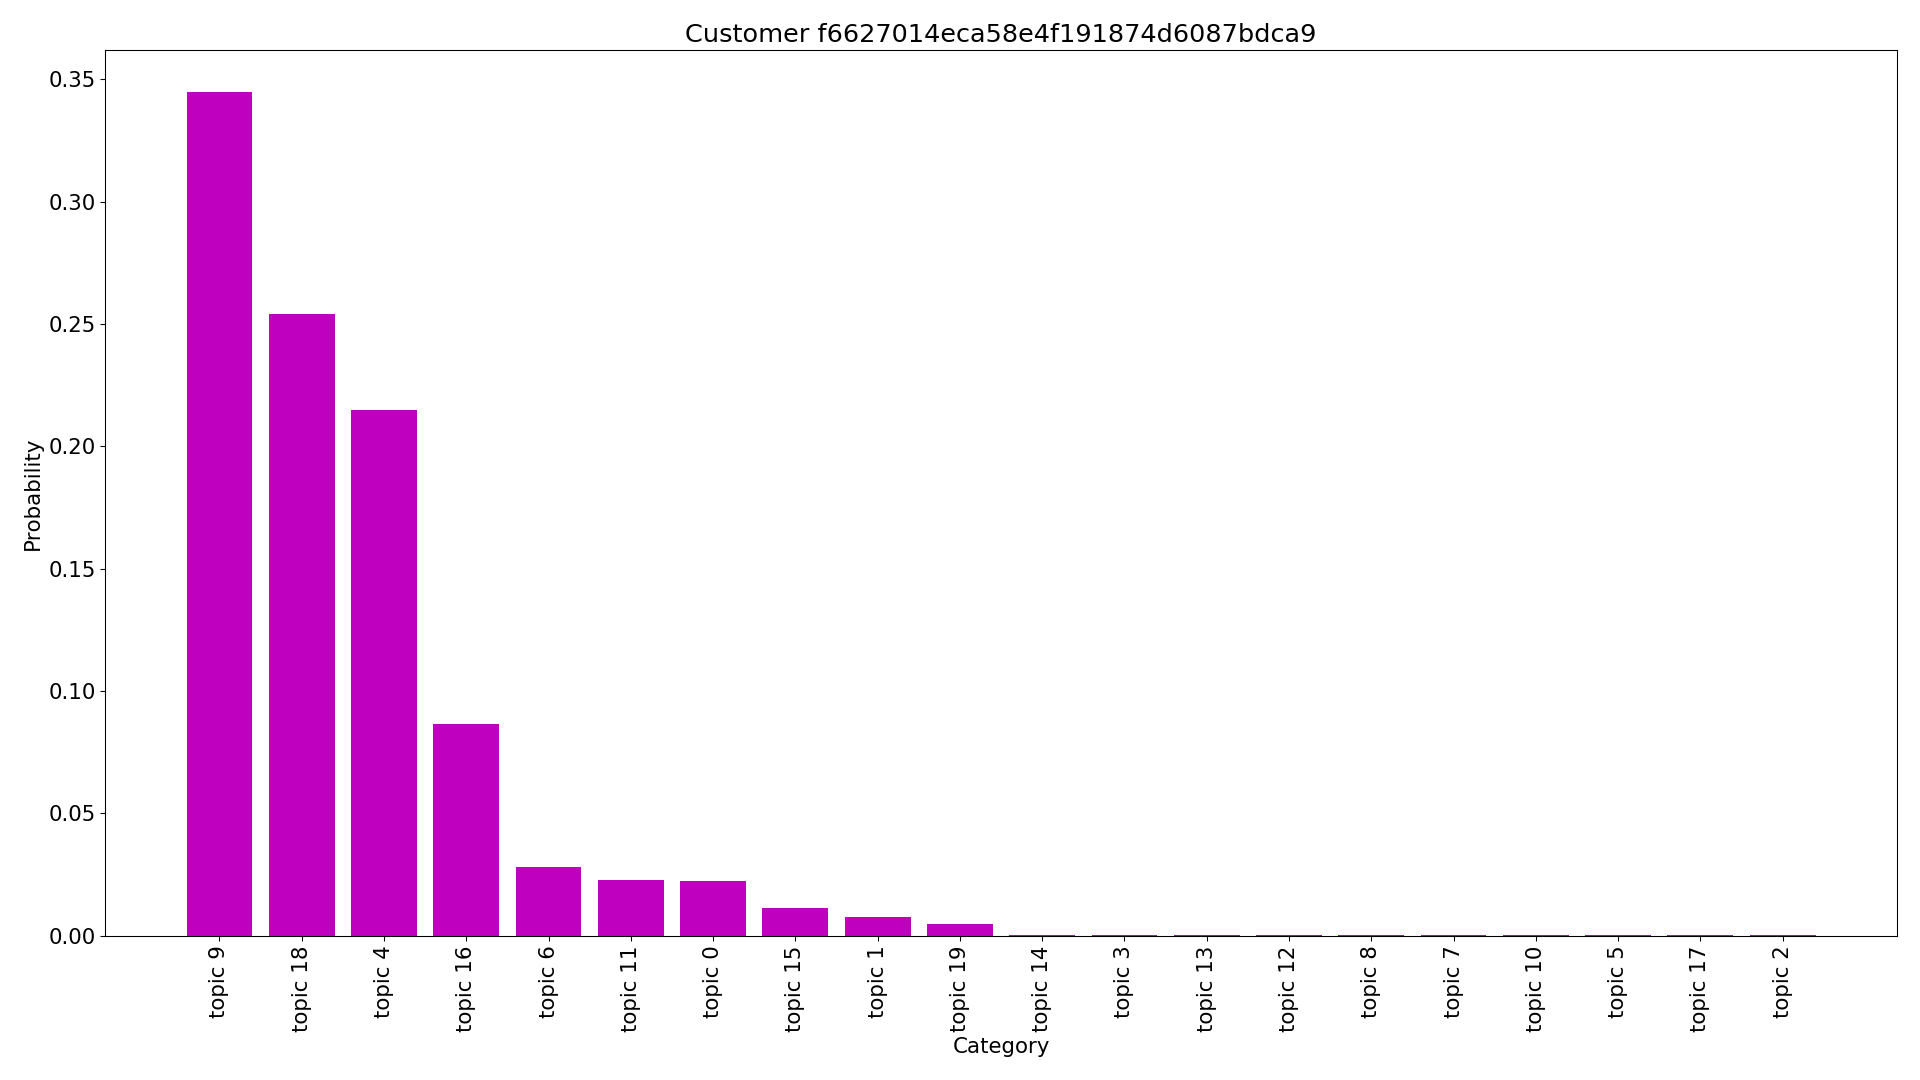 Customer f6627014eca58e4f191874d6087bdca9
0.35
0.30
0.25
0.20
0.15
0.10
0.05
0.00
Probability
topic 9
topic 18
topic 4
topic 16
topic 6
topic 11
topic 0
topic 15
topic 1
topic 19
topic 14
topic 3
topic 13
topic 12
topic 8
topic 7
topic 10
topic 5
topic 17
topic 2
Category